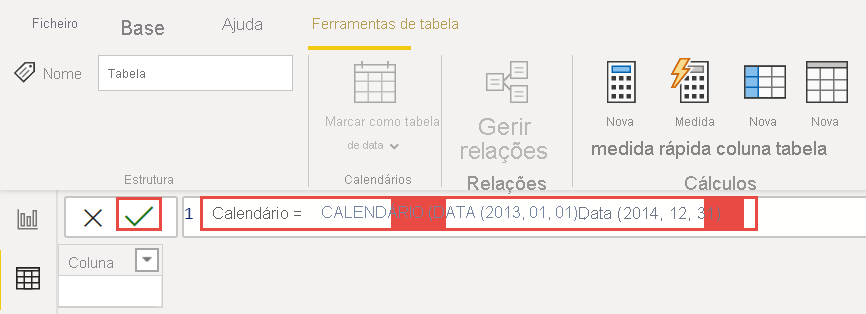 Ficheiro Base Ajuda Ferramentas de tabela
Nome Tabela
Marcar como tabela
de data
Gerir
relações
Nova Medida Nova Nova
medida rápida coluna tabela
Estrutura Calendários Relações Cálculos
1 Calendário = CALENDÁRIO (DATA (2013, 01, 01)Data (2014, 12, 31)
Coluna